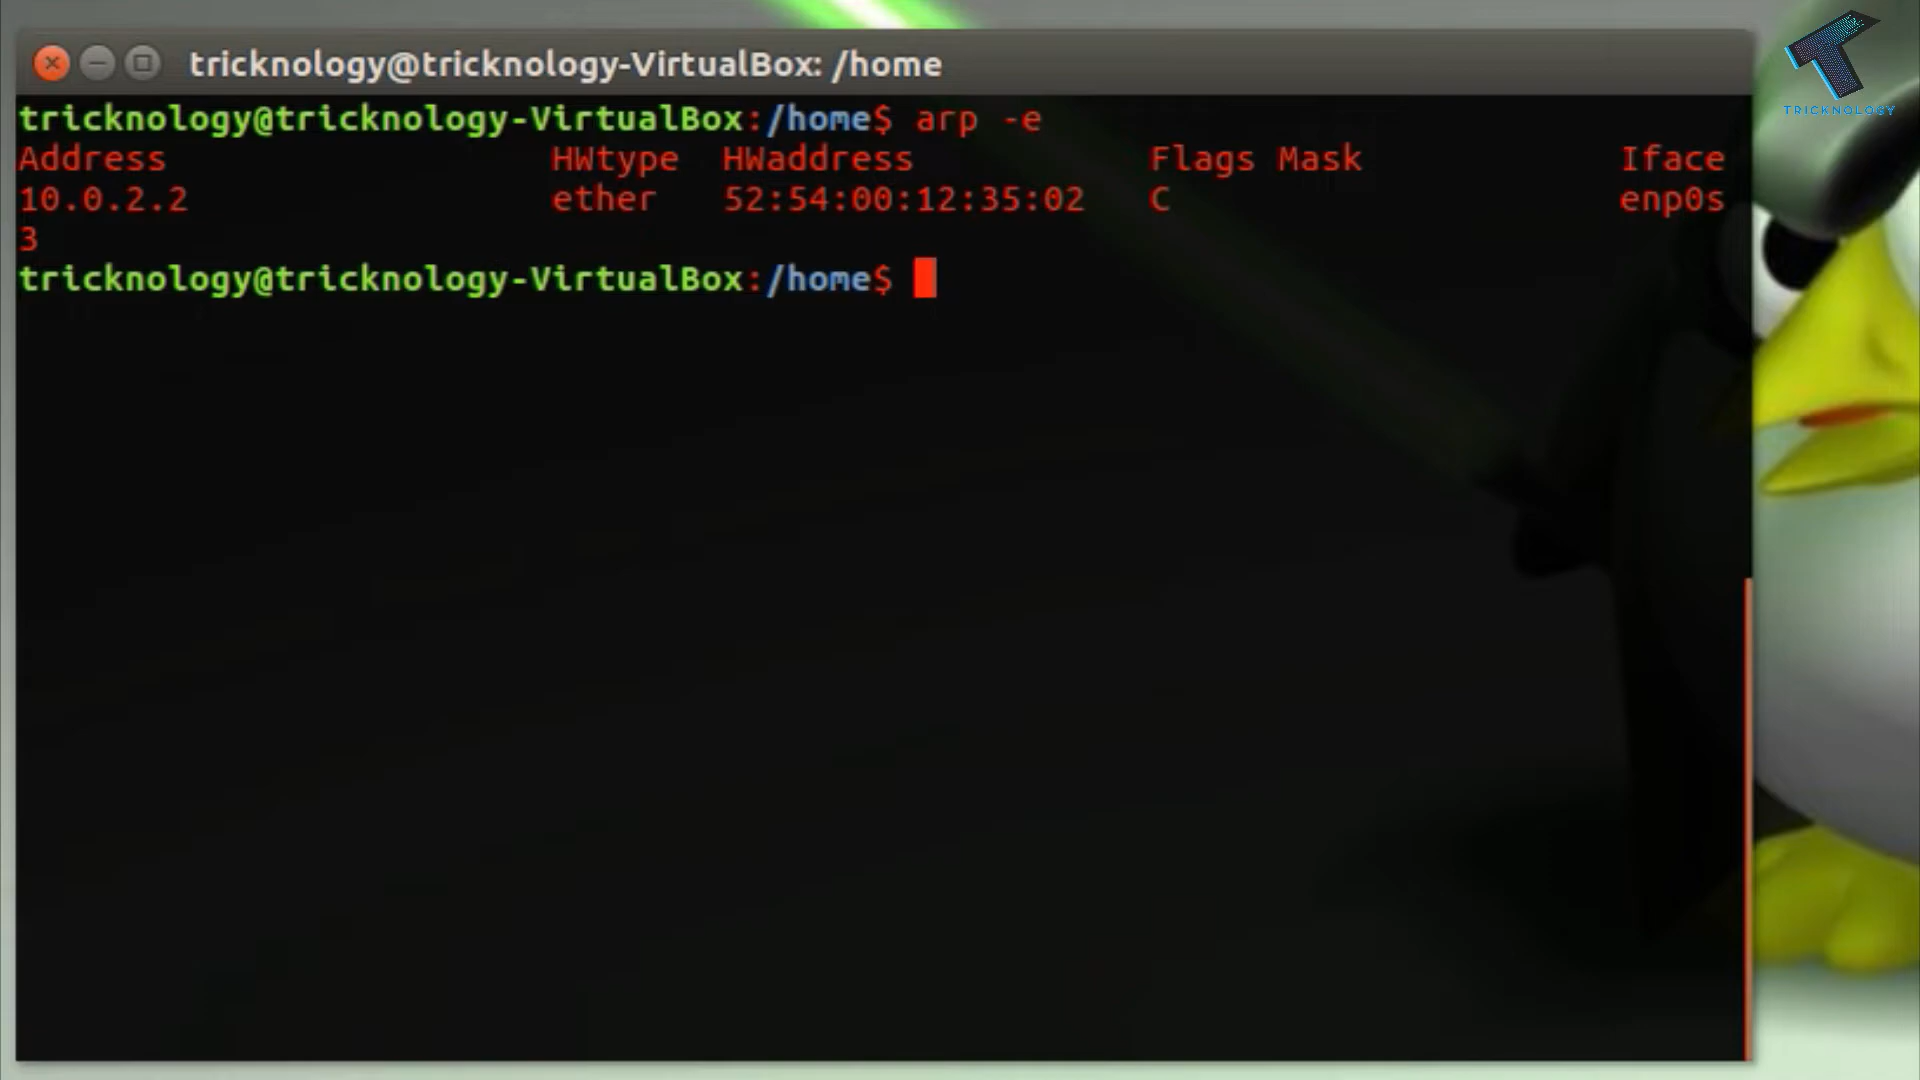 tricknology@tricknology-VirtualBox: /home
TRICKNOLOGY
tricknology@tricknology-VirtualBox:/home$ arp -e
Address HWtype HWaddress Flags Mask Iface
10.0.2.2 ether 52:54:00:12:35:02 C enp0s
3
tricknology@tricknology-VirtualBox:/home$